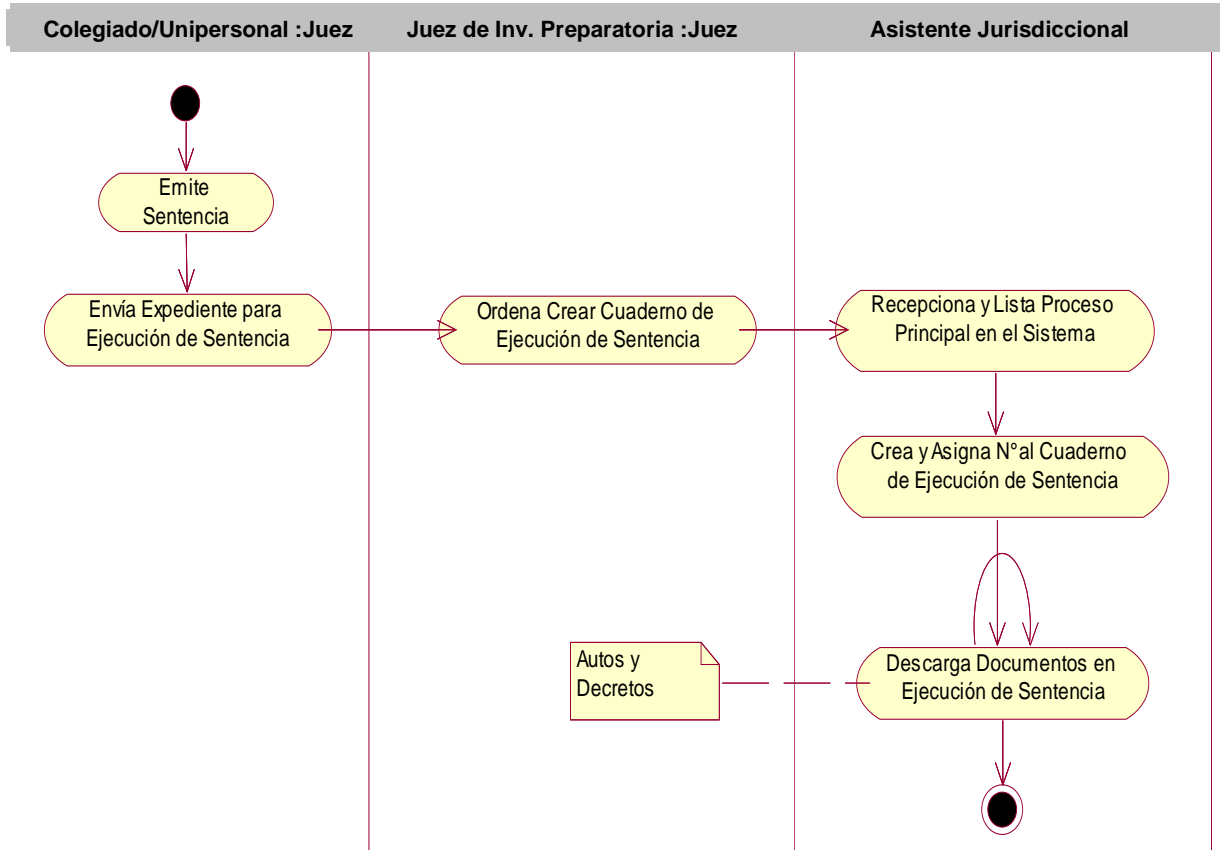 Colegiado/Unipersonal :Juez
Juez de Inv. Preparatoria :Juez
Asistente Jurisdiccional
Emite
Sentencia
Envía Expediente para
Ejecución de Sentencia
Ordena Crear Cuaderno de
Ejecución de Sentencia
Recepciona y Lista Proceso
Principal en el Sistema
Crea y Asigna N° al Cuaderno
de Ejecución de Sentencia
Autos y
Decretos
Descarga Documentos en
Ejecución de Sentencia